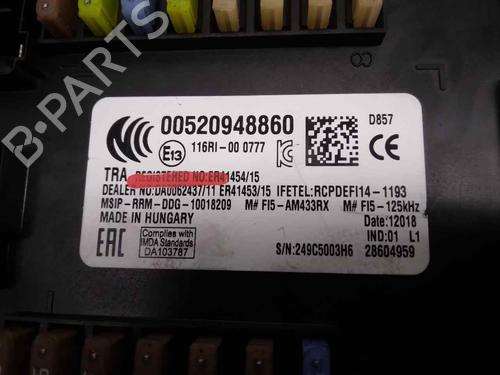 8
00520948860
D857
E13
116RI-00 0777
TRA REGISTERED NO:ER41454/15
DEALER NO:DA0062437/11 ER41453/15 IFETEL:RCPDEFI14-1193
MSIP-RRM-DDG-10018209 M# FI5-AM433RX M# FI5-125kHz
MADE IN HUNGARY
Date:12018
IND:01 L1
EAC
Complies with
IMDA Standards
DA103787
S/N:249C5003H6
28604959
B-PARTS